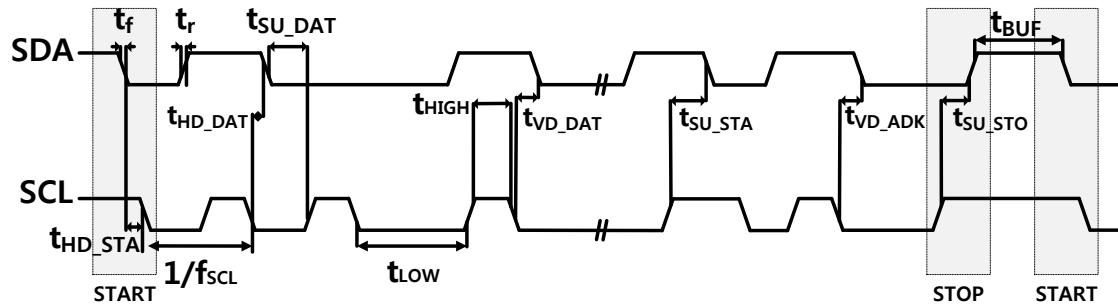 tf tr tSU_DAT tBUF
SDA
tHD_DAT tHIGH tVD_DAT tSU_STA tVD_ADK tSU_STO
SCL
tHD_STA
1/fSCL tLOW
START STOP START